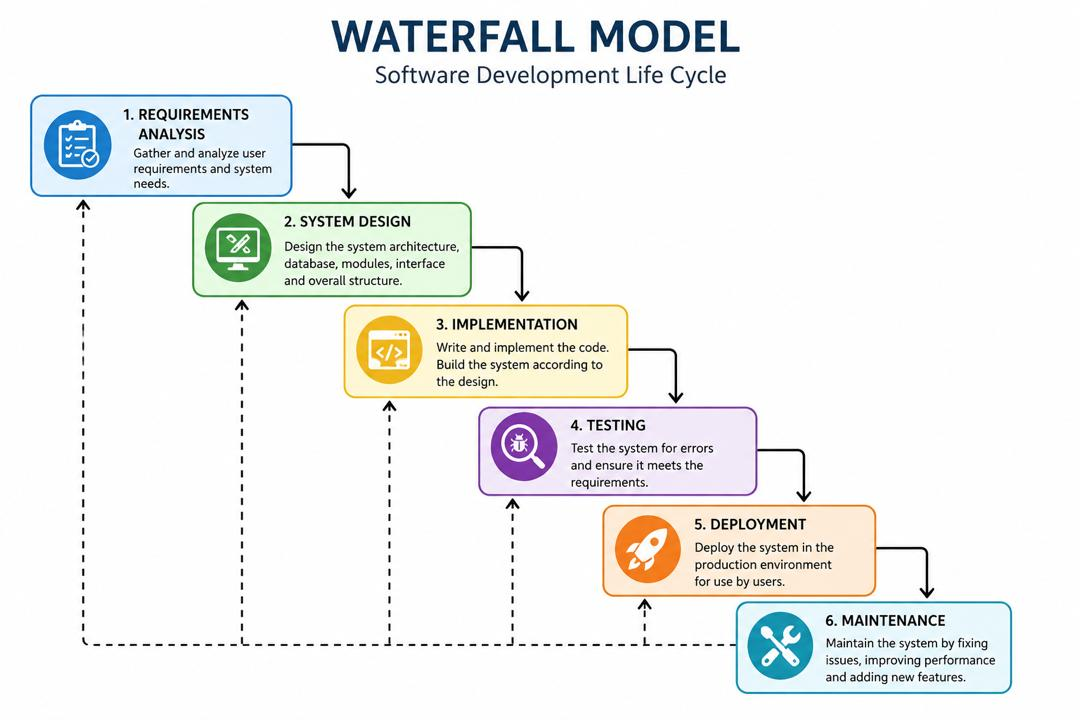 WATERFALL MODEL
Software Development Life Cycle
1. REQUIREMENTS
ANALYSIS
Gather and analyze user
requirements and system
needs.
2. SYSTEM DESIGN
Design the system architecture,
database, modules, interface
and overall structure.
3. IMPLEMENTATION
</>
Write and implement the code.
Build the system according to
the design.
4. TESTING
Test the system for errors
and ensure it meets the
requirements.
5. DEPLOYMENT
Deploy the system in the
production environment
for use by users.
6. MAINTENANCE
Maintain the system by fixing
issues, improving performance
and adding new features.